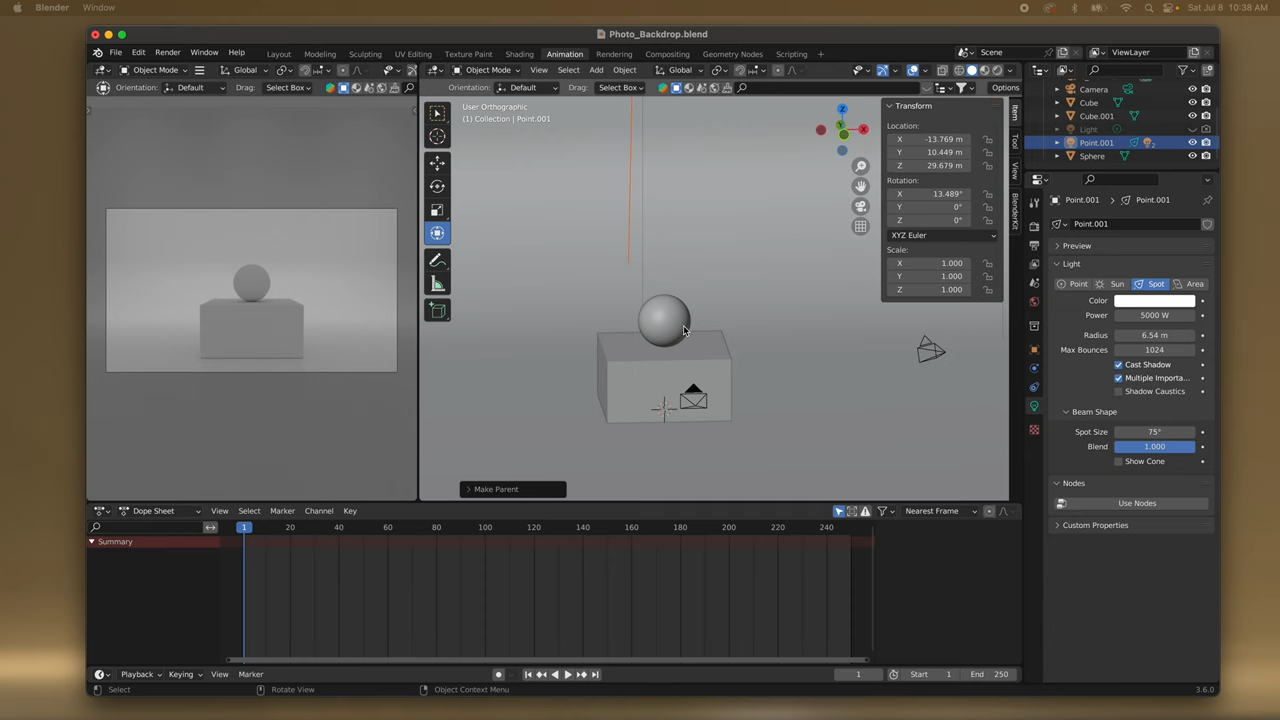 Blender Window Sat Jul 8 10:38 AM
Photo_Backdrop.blend
File Edit Render Window Help Layout Modeling Sculpting UV Editing Texture Paint Shading Animation Rendering Compositing Geometry Nodes Scripting + Scene ViewLayer
Object Mode Global Object Mode View Select Add Object Global
Orientation: Default Drag: Select Box Orientation: Default Drag: Select Box Options
User Orthographic
(1) Collection | Point.001
Z
X
Y
Transform
Location:
X -13.769 m
Y 10.449 m
Z 29.679 m
Rotation:
X 13.489°
Y 0°
Z 0°
XYZ Euler
Scale:
X 1.000
Y 1.000
Z 1.000
Item
Tool
View
BlenderKit
Make Parent
Camera
Cube
Cube.001
Light
Point.001 2
Sphere
Point.001 Point.001
Point.001
Preview
Light
Point Sun Spot Area
Color
Power 5000 W
Radius 6.54 m
Max Bounces 1024
Cast Shadow
Multiple Importa...
Shadow Caustics
Beam Shape
Spot Size 75°
Blend 1.000
Show Cone
Nodes
Use Nodes
Custom Properties
Dope Sheet View Select Marker Channel Key Nearest Frame
1 20 40 60 80 100 120 140 160 180 200 220 240
Summary
Playback Keying View Marker 1 Start 1 End 250
Select Rotate View Object Context Menu 3.6.0